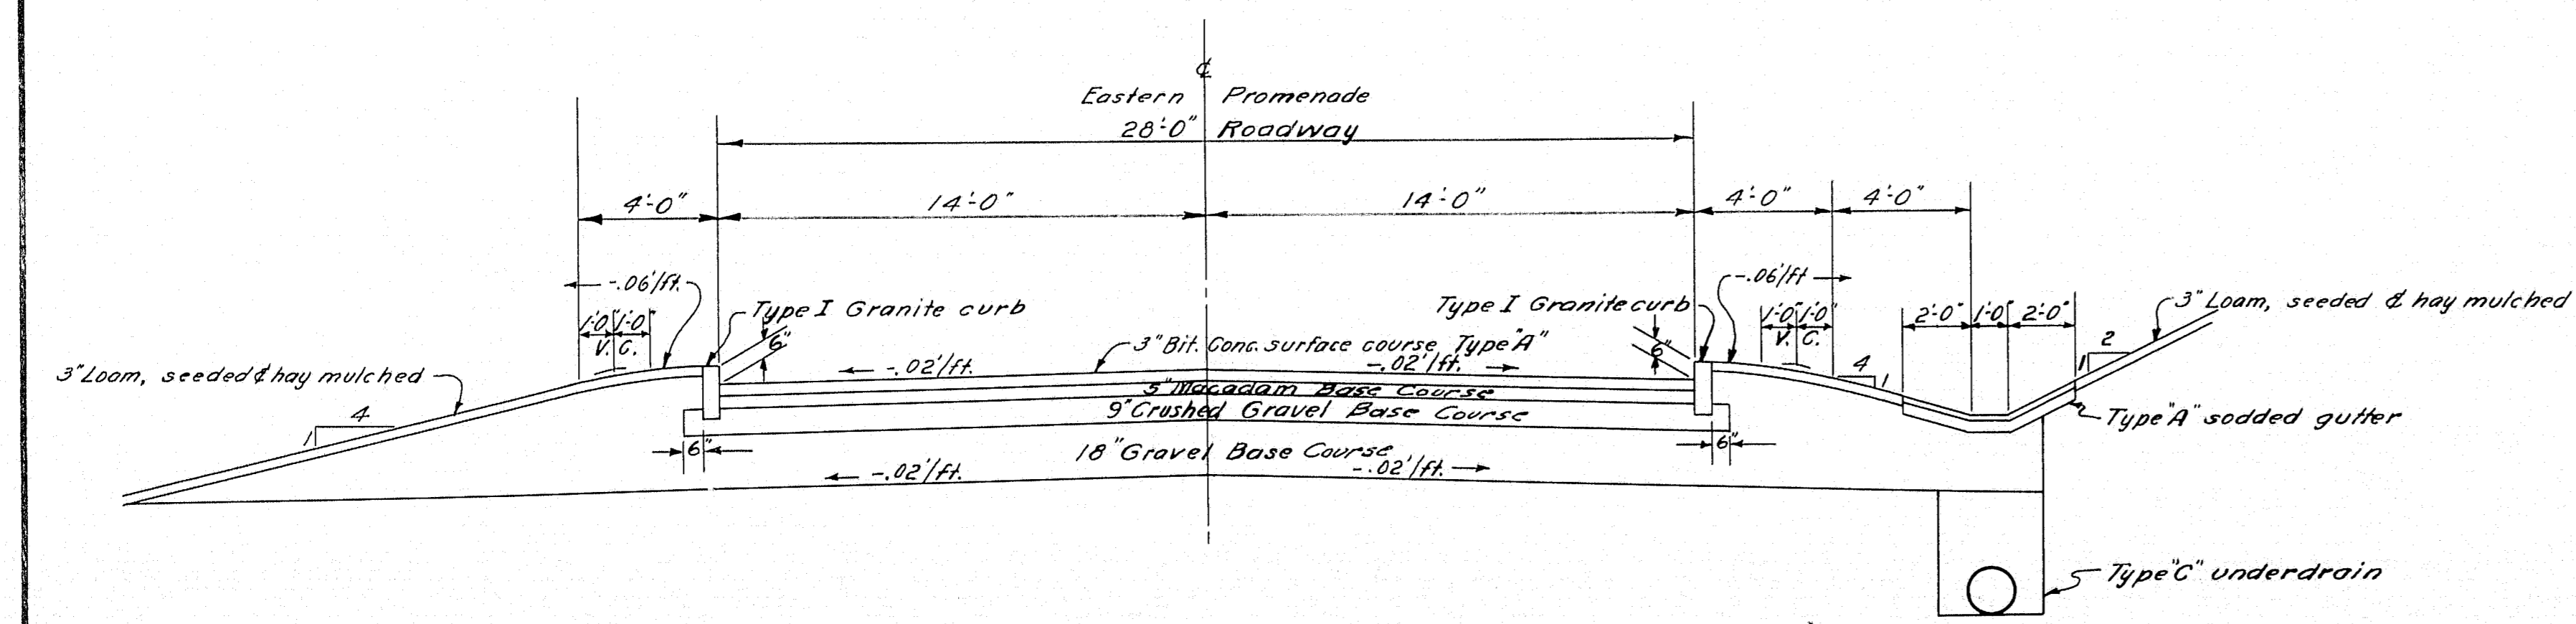 ℄
Eastern Promenade
28'-0" Roadway
4'-0" 14'-0" 14'-0" 4'-0" 4'-0"
-.06'/ft. -.06'/ft
Type I Granite curb Type I Granite curb
1'-0" 1'-0" 1'-0" 1'-0" 2'-0" 1'-0" 2'-0" 3" Loam, seeded & hay mulched
V. C. 6" 3" Bit. Conc. surface course Type "A" 6" V. C.
3" Loam, seeded & hay mulched -.02'/ft. -.02'/ft. 4 1 1 2
5" Macadam Base Course
4 1 9" Crushed Gravel Base Course Type "A" sodded gutter
6" 18" Gravel Base Course 6"
-.02'/ft. -.02'/ft.
Type "C" underdrain